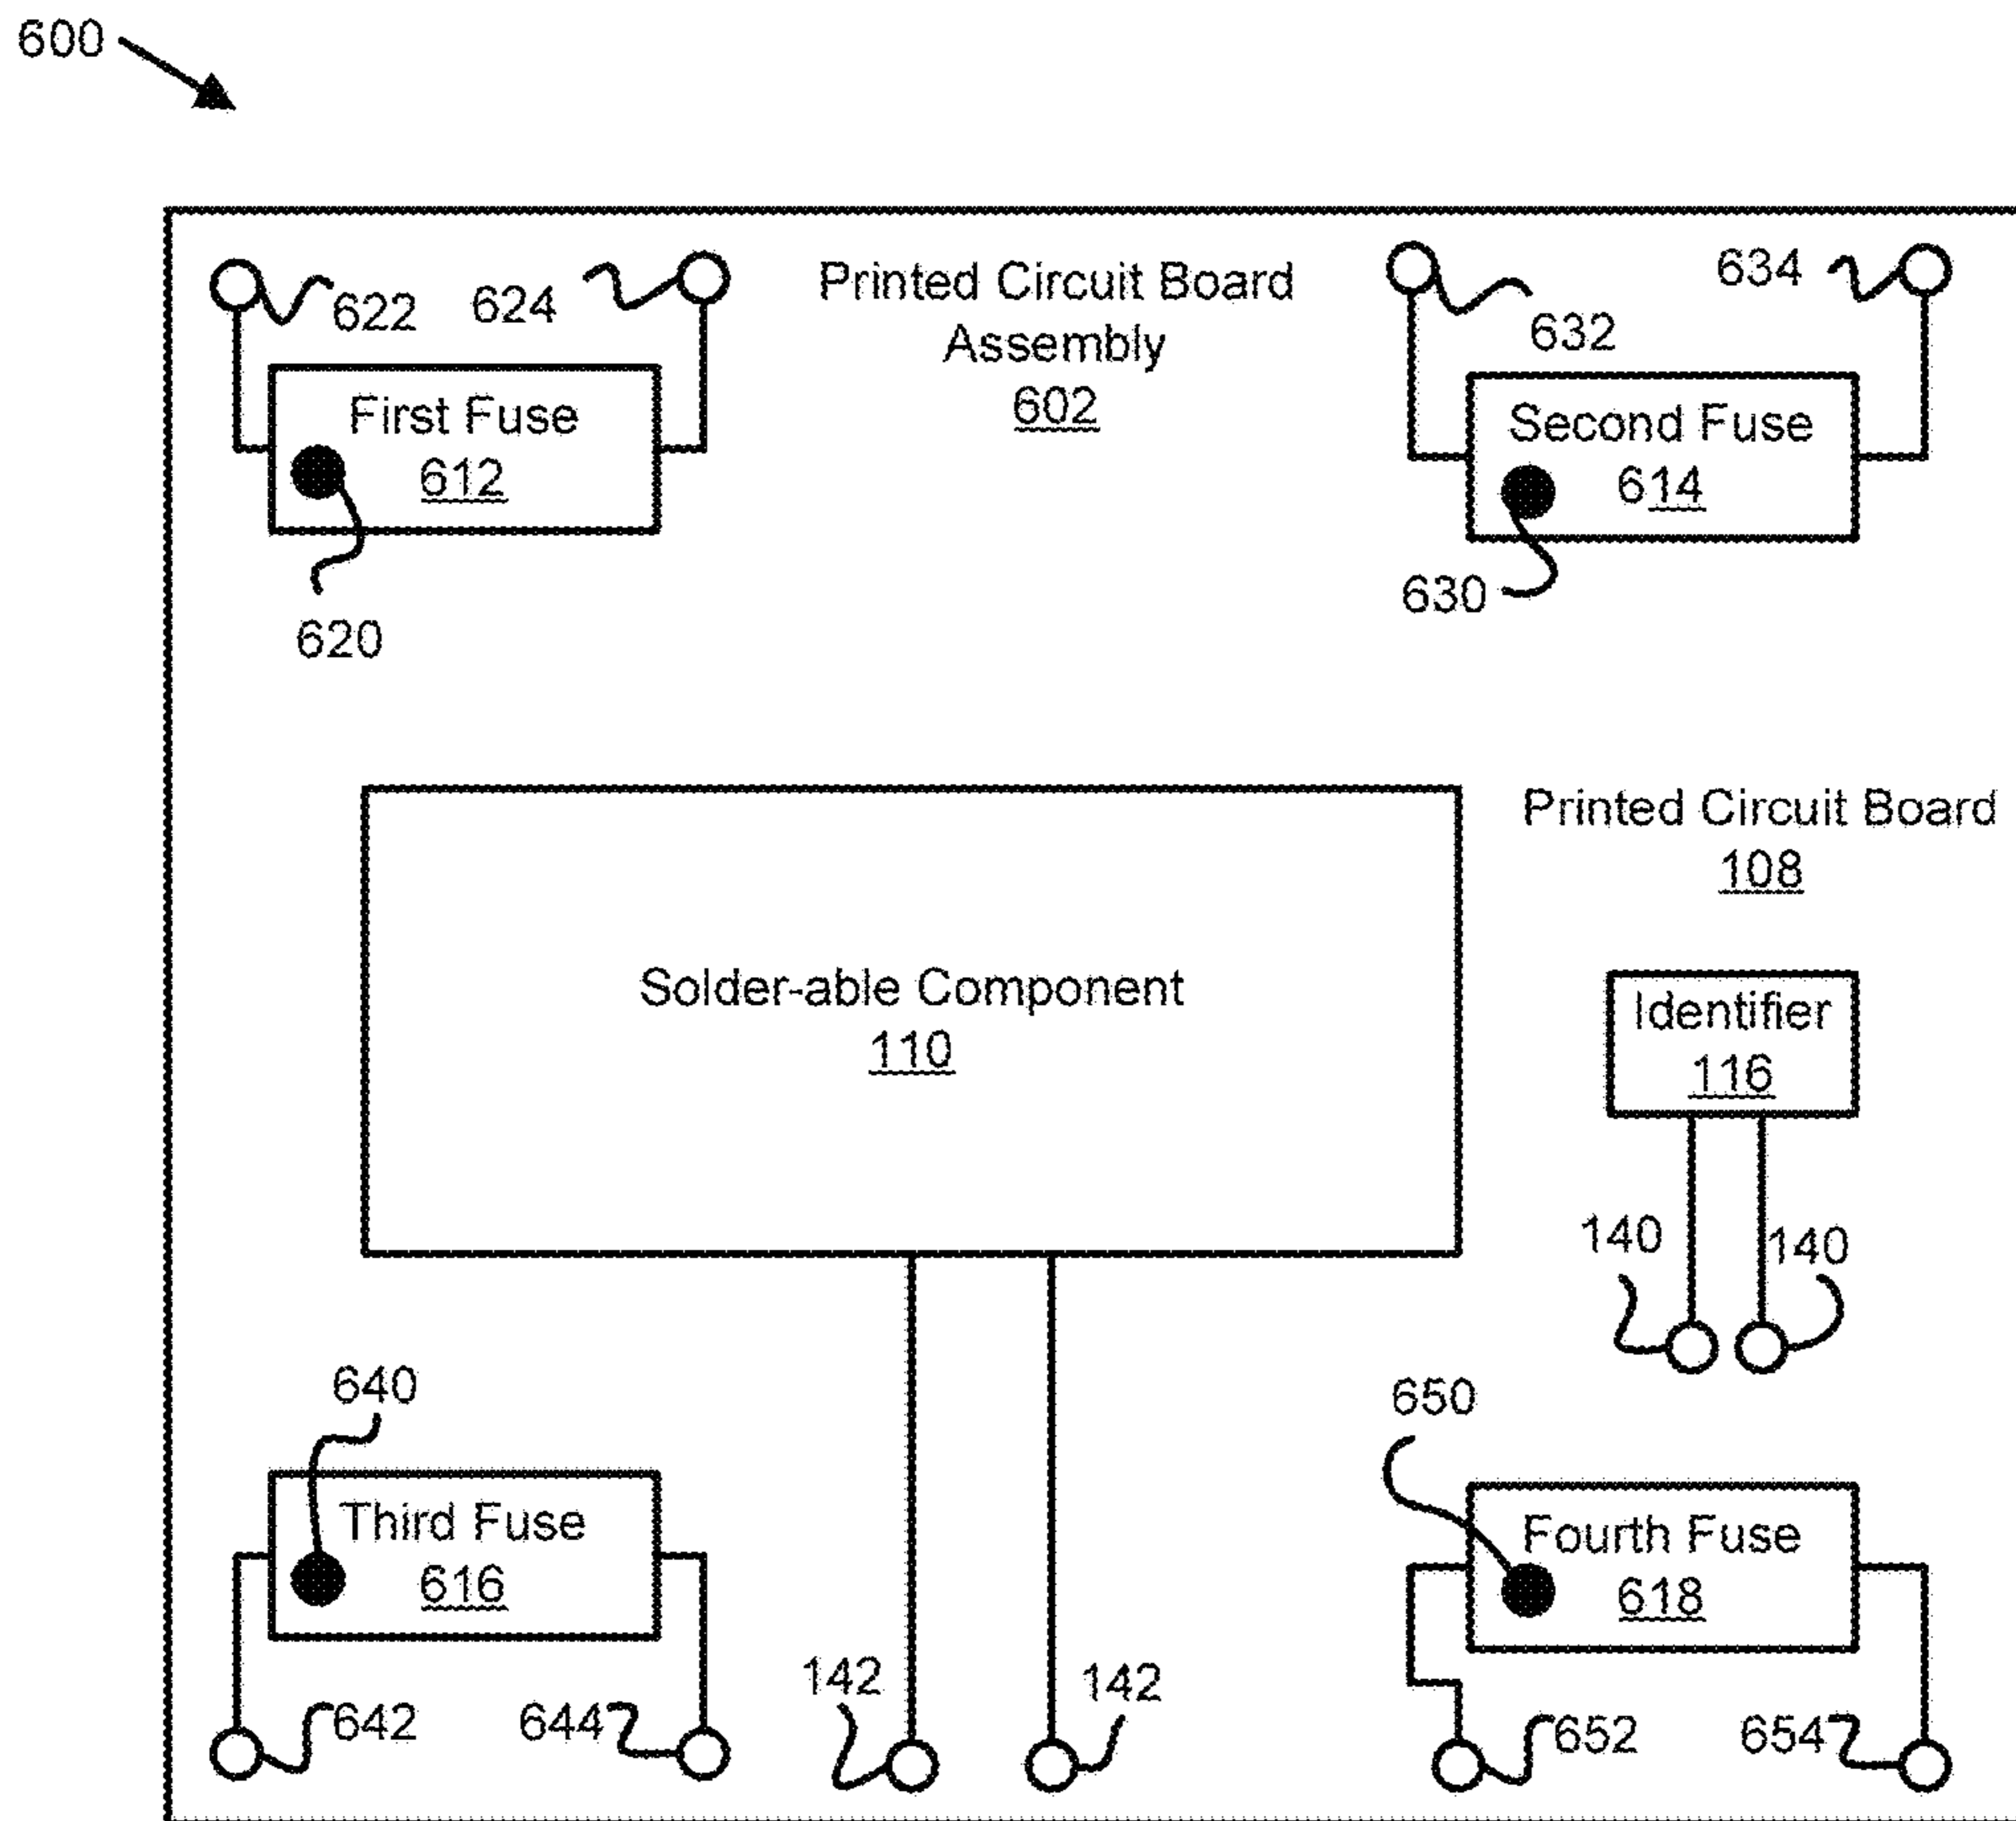 600
622
624
Printed Circuit Board
Assembly
602
632
634
First Fuse
612
620
Second Fuse
614
630
Printed Circuit Board
108
Solder-able Component
110
Identifier
116
140
140
640
Third Fuse
616
642
644
142
142
650
Fourth Fuse
618
652
654